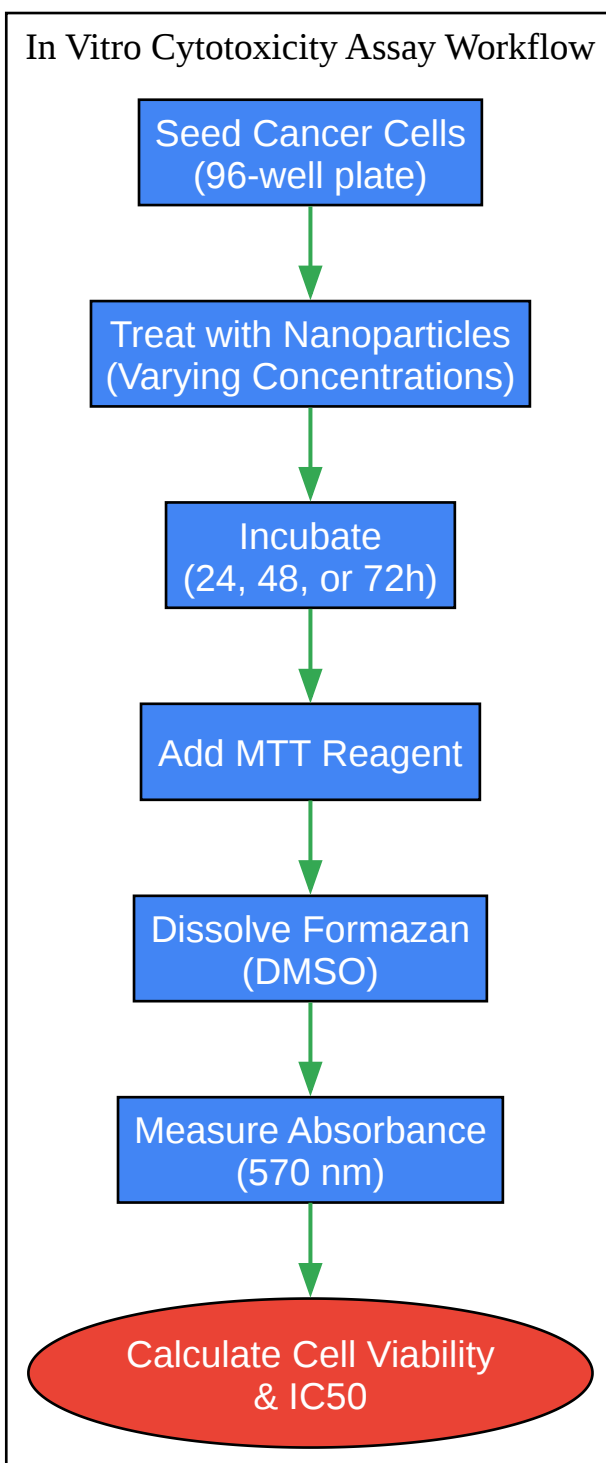 In Vitro Cytotoxicity Assay Workflow
Seed Cancer Cells
(96-well plate)
Treat with Nanoparticles
(Varying Concentrations)
Incubate
(24, 48, or 72h)
Add MTT Reagent
Dissolve Formazan
(DMSO)
Measure Absorbance
(570 nm)
Calculate Cell Viability
& IC50